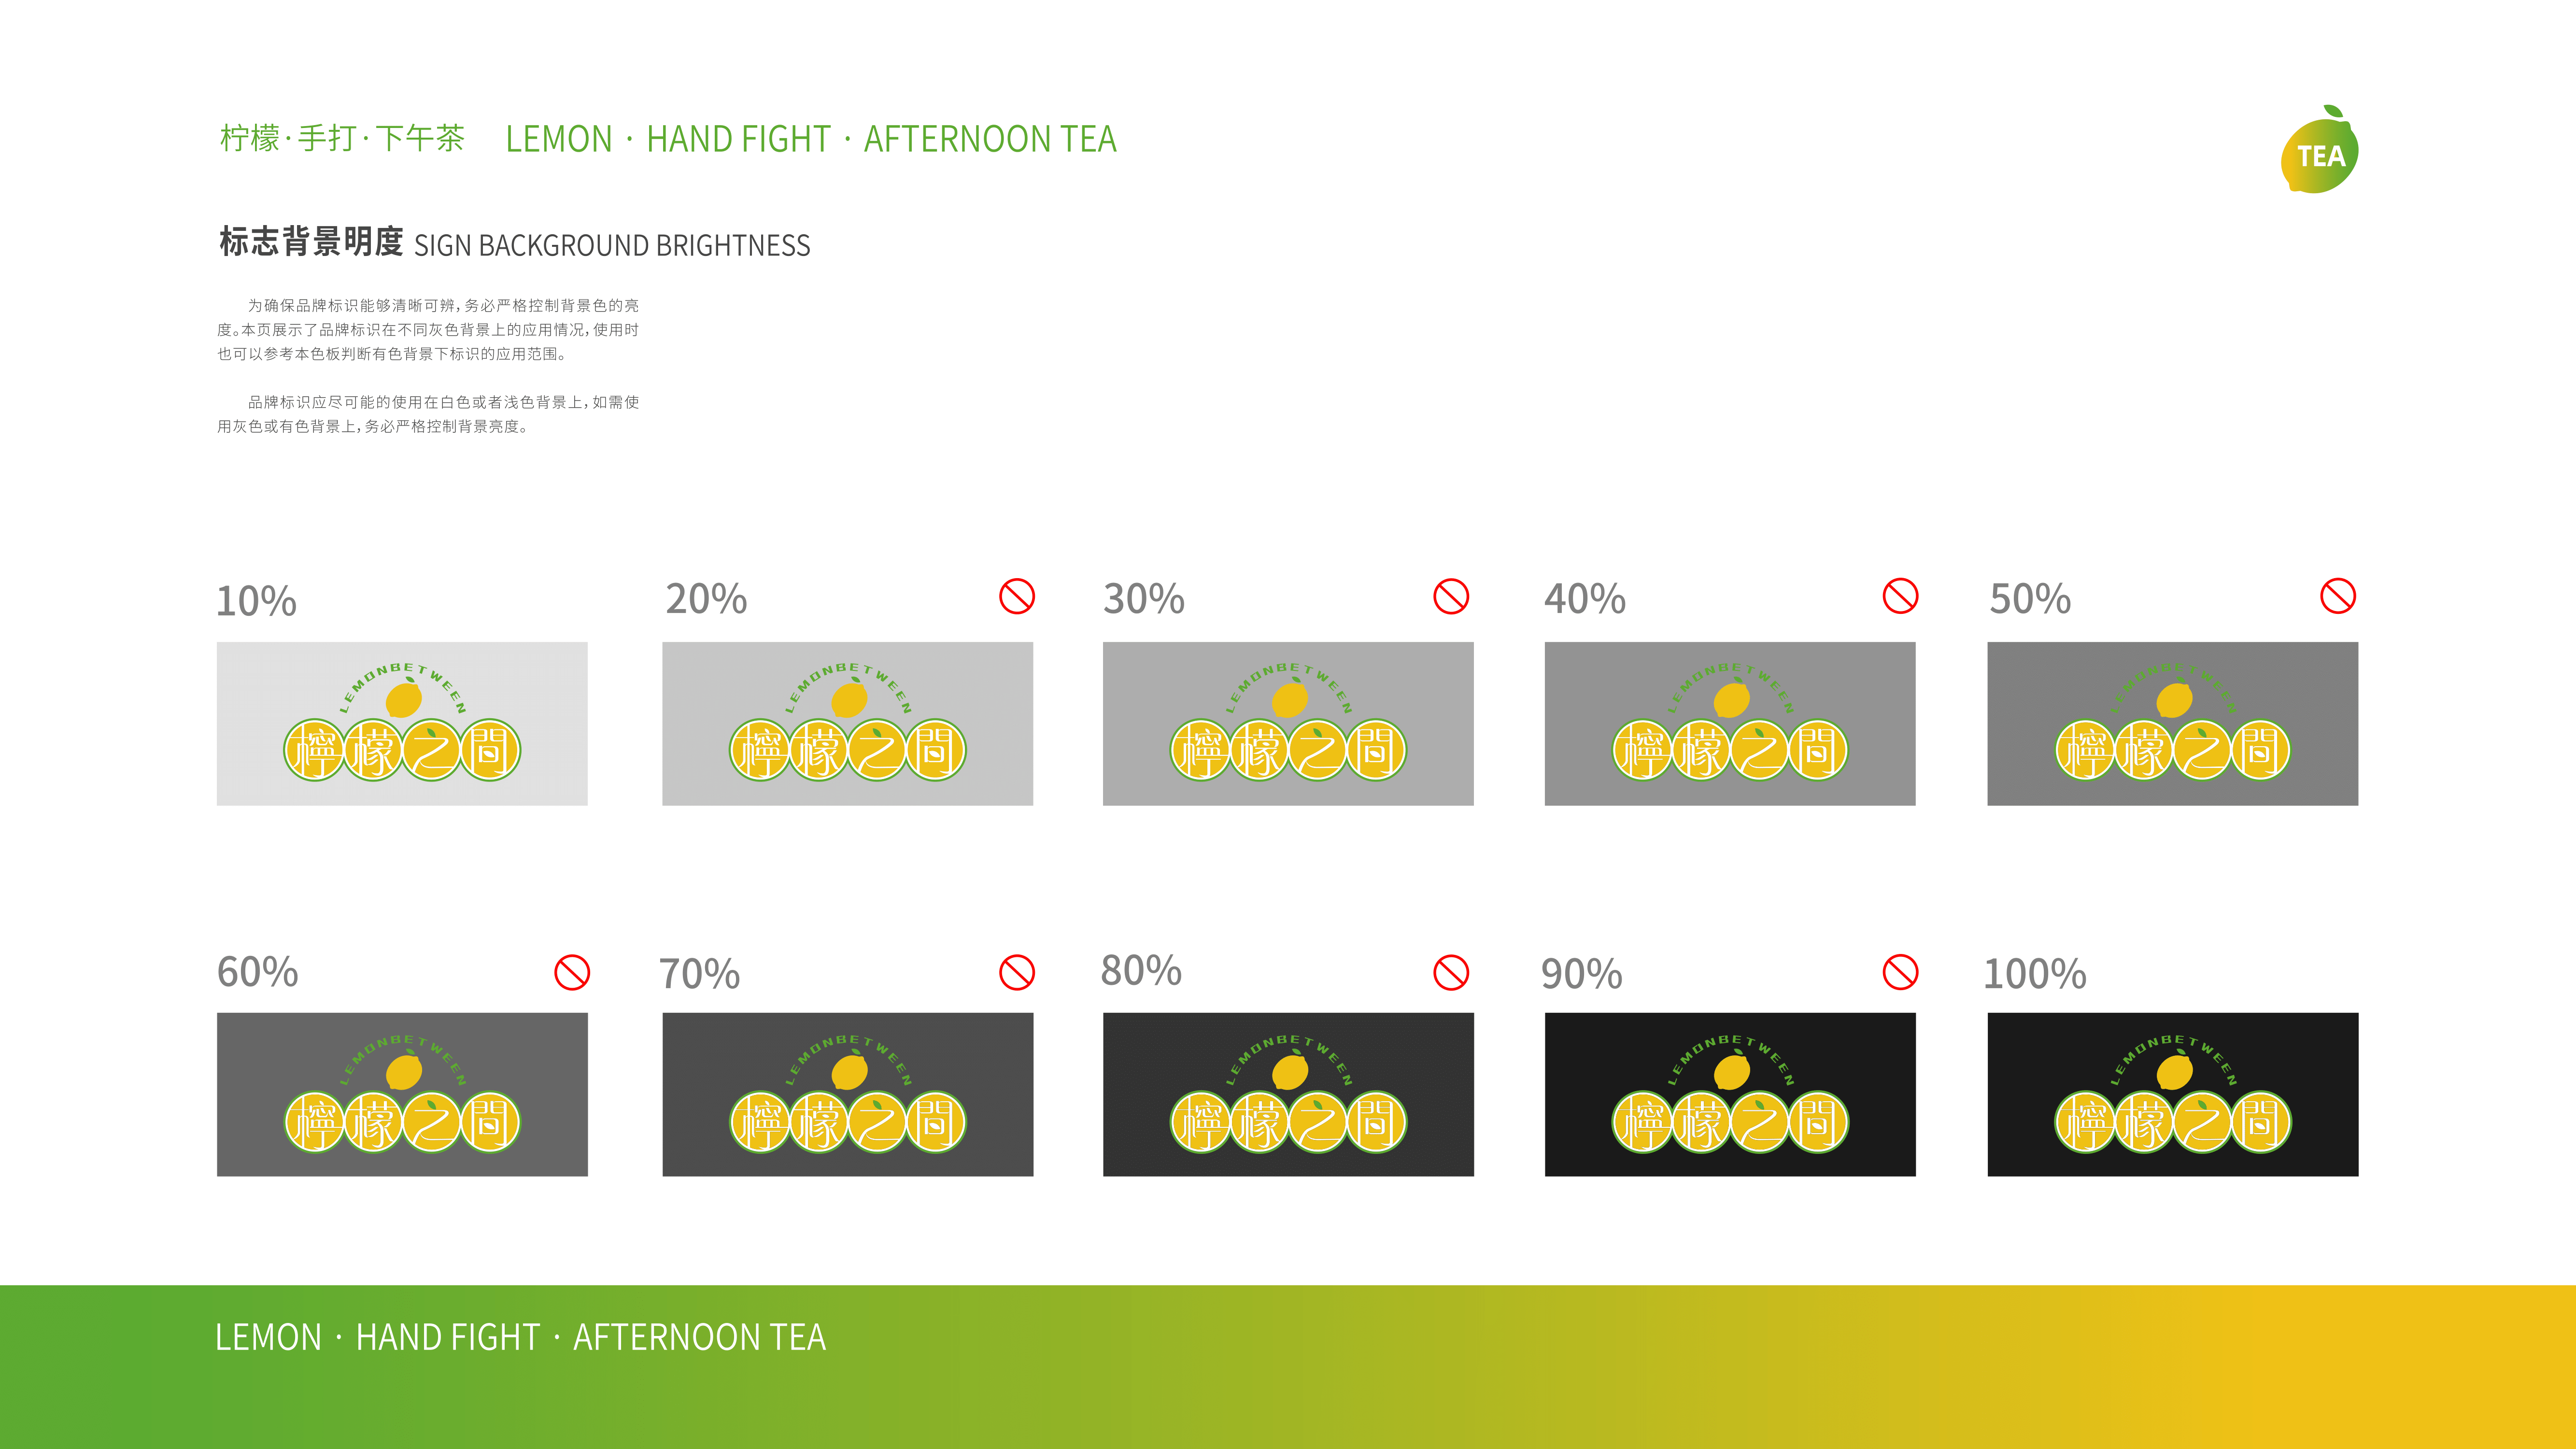 柠檬·手打·下午茶 LEMON · HAND FIGHT · AFTERNOON TEA
TEA
标志背景明度 SIGN BACKGROUND BRIGHTNESS
为确保品牌标识能够清晰可辨，务必严格控制背景色的亮
度。本页展示了品牌标识在不同灰色背景上的应用情况，使用时
也可以参考本色板判断有色背景下标识的应用范围。
品牌标识应尽可能的使用在白色或者浅色背景上，如需使
用灰色或有色背景上，务必严格控制背景亮度。
10% 20% 30% 40% 50%
LEMONBETWEEN LEMONBETWEEN LEMONBETWEEN LEMONBETWEEN LEMONBETWEEN
檸檬之間 檸檬之間 檸檬之間 檸檬之間 檸檬之間
60% 70% 80% 90% 100%
LEMONBETWEEN LEMONBETWEEN LEMONBETWEEN LEMONBETWEEN LEMONBETWEEN
檸檬之間 檸檬之間 檸檬之間 檸檬之間 檸檬之間
LEMON · HAND FIGHT · AFTERNOON TEA